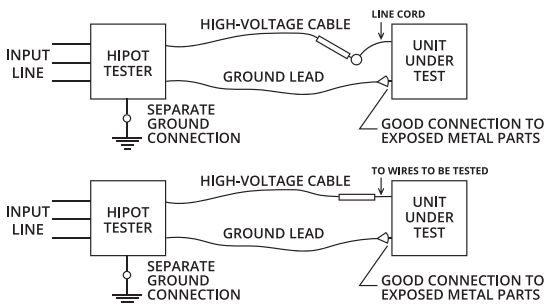 HIGH-VOLTAGE CABLE
LINE CORD
INPUT
LINE
HIPOT
TESTER
UNIT
UNDER
TEST
GROUND LEAD
SEPARATE
GROUND
CONNECTION
GOOD CONNECTION TO
EXPOSED METAL PARTS
TO WIRES TO BE TESTED
HIGH-VOLTAGE CABLE
INPUT
LINE
HIPOT
TESTER
UNIT
UNDER
TEST
GROUND LEAD
SEPARATE
GROUND
CONNECTION
GOOD CONNECTION TO
EXPOSED METAL PARTS